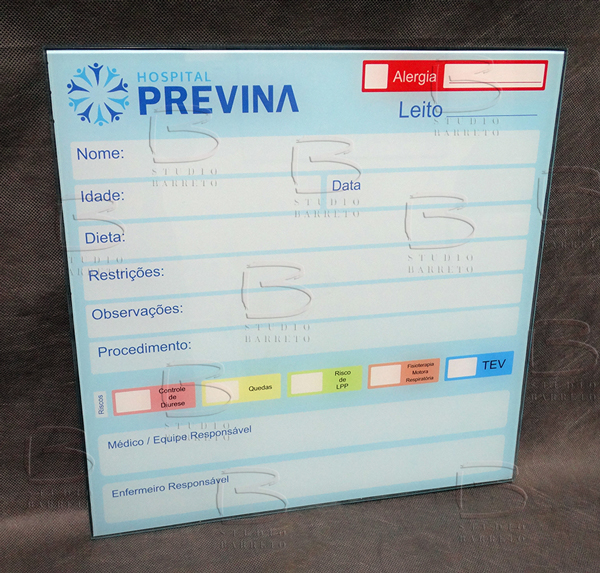 HOSPITAL
PREVINA
Alergia
Leito
Nome:
Idade:
Data
Dieta:
Restrições:
Observações:
Procedimento:
Riscos
Controle
de
Diurese
Quedas
Risco
de
LPP
Fisioterapia
Motora
Respiratória
TEV
Médico / Equipe Responsável
Enfermeiro Responsável
STUDIO
BARRETO